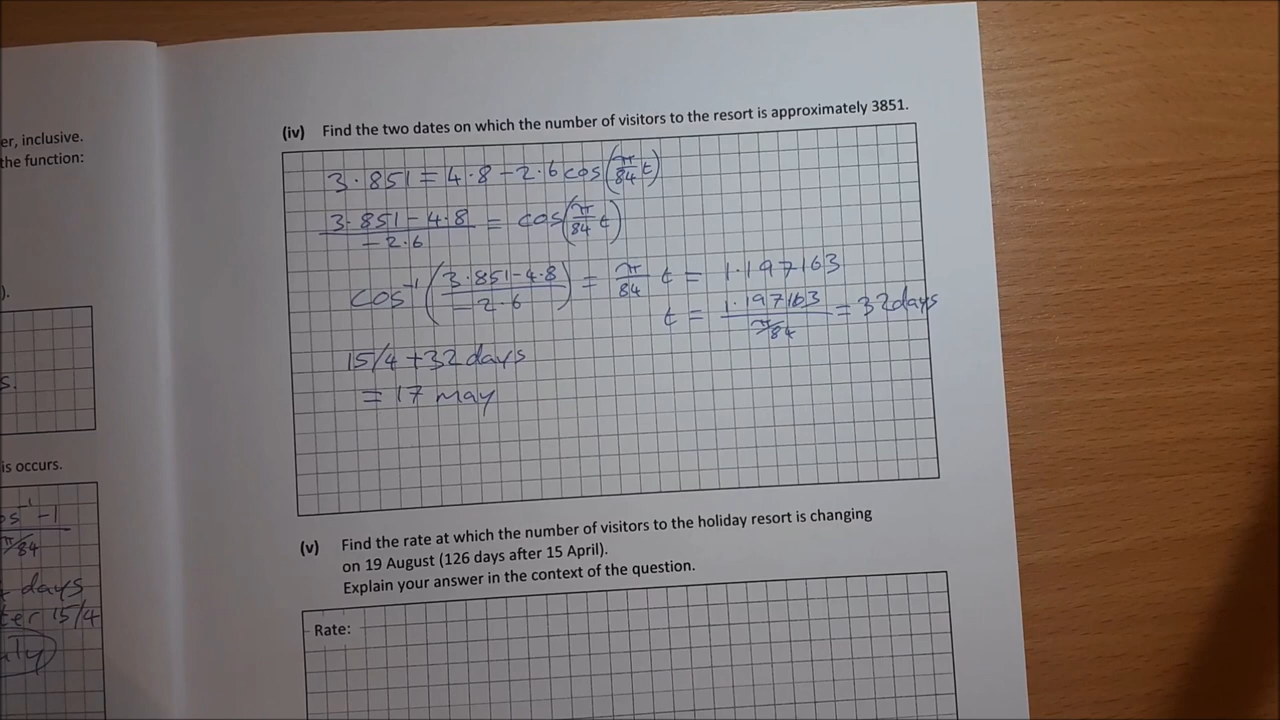 er, inclusive.
the function:
).
s.
is occurs.
os⁻¹ -1
π/84
days
ter 15/4
uly
(iv) Find the two dates on which the number of visitors to the resort is approximately 3851.
3.851 = 4.8 - 2.6 cos(π/84 t)
3.851 - 4.8 / -2.6 = cos(π/84 t)
cos⁻¹(3.851-4.8 / -2.6) = π/84 t = 1.197163
t = 1.197163 / π/84 = 32 days
15/4 + 32 days
= 17 may
(v) Find the rate at which the number of visitors to the holiday resort is changing
on 19 August (126 days after 15 April).
Explain your answer in the context of the question.
Rate: